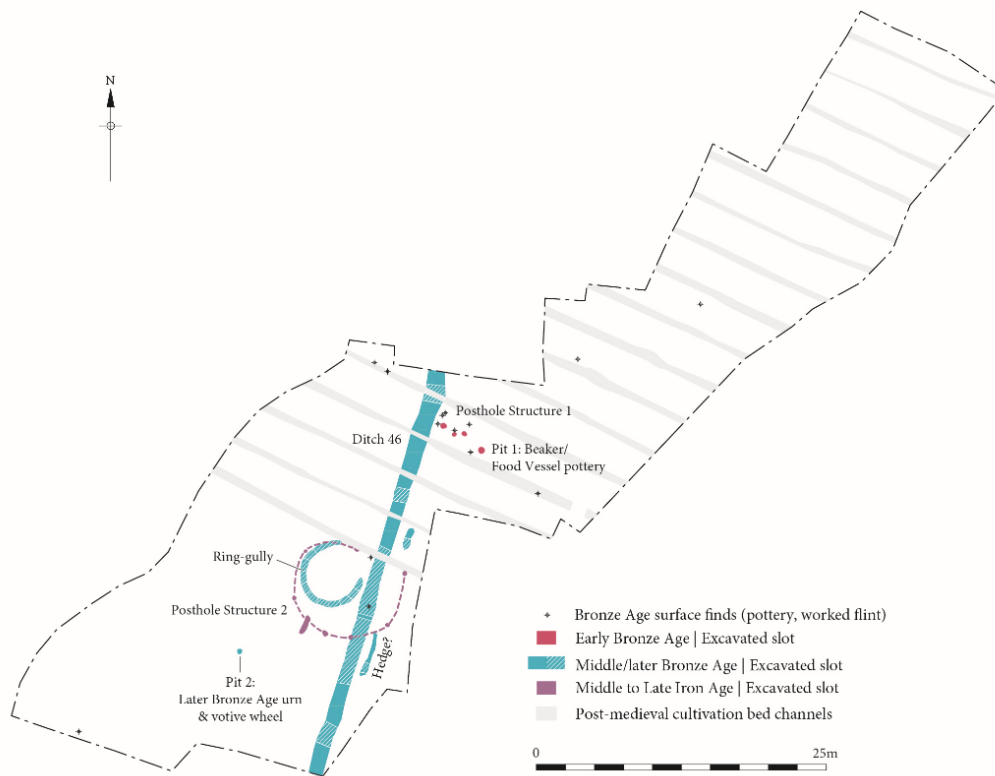 N
Posthole Structure 1
Ditch 46
Pit 1: Beaker/
Food Vessel pottery
Ring-gully
Posthole Structure 2
Hedge?
Pit 2:
Later Bronze Age urn
& votive wheel
Bronze Age surface finds (pottery, worked flint)
Early Bronze Age | Excavated slot
Middle/later Bronze Age | Excavated slot
Middle to Late Iron Age | Excavated slot
Post-medieval cultivation bed channels
0 25m